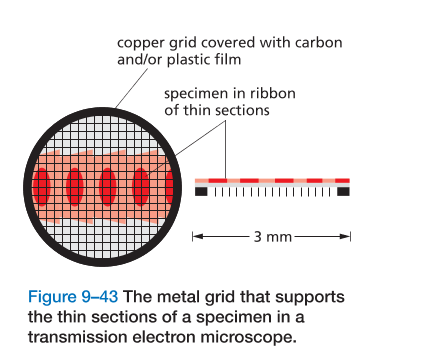 copper grid covered with carbon
and/or plastic film
specimen in ribbon
of thin sections
3 mm
Figure 9–43 The metal grid that supports
the thin sections of a specimen in a
transmission electron microscope.